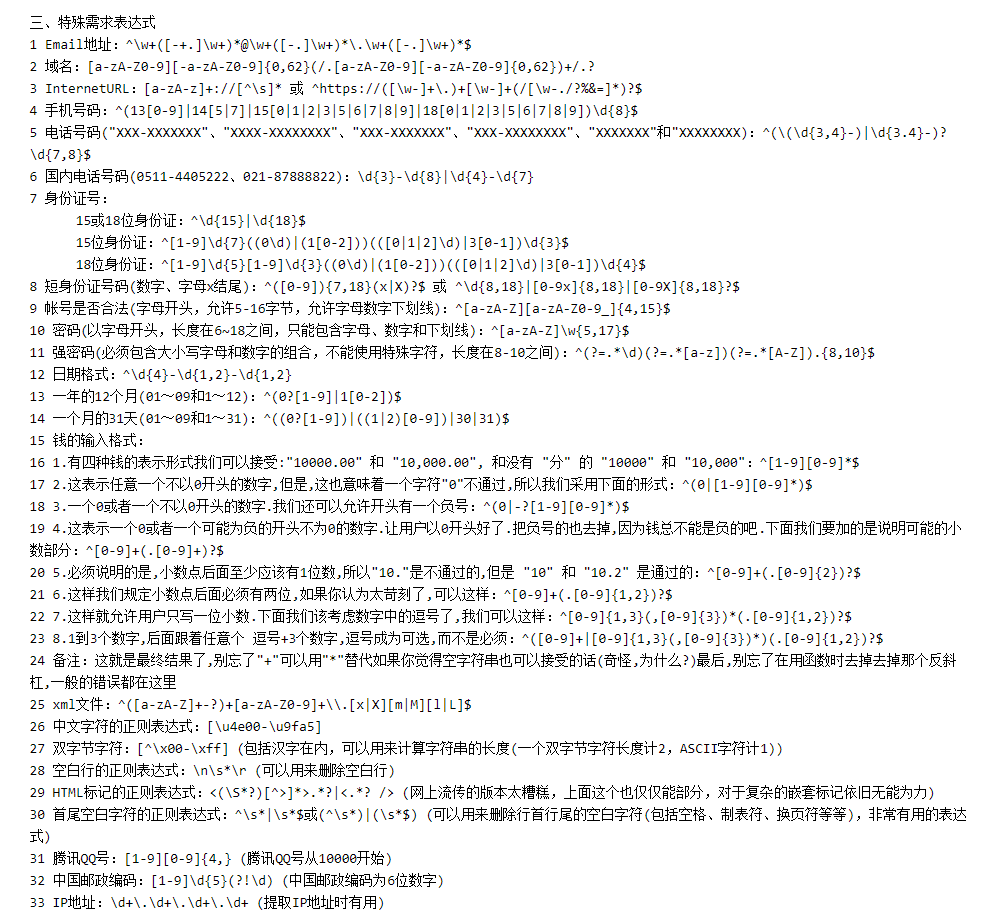 三、特殊需求表达式
1 Email地址：^\w+([-+.]\w+)*@\w+([-.]\w+)*\.\w+([-.]\w+)*$
2 域名：[a-zA-Z0-9][-a-zA-Z0-9]{0,62}(/.[a-zA-Z0-9][-a-zA-Z0-9]{0,62})+/.?
3 InternetURL：[a-zA-z]+://[^\s]* 或 ^https://([\w-]+\.)+[\w-]+(/[\w-./?%&=]*)?$
4 手机号码：^(13[0-9]|14[5|7]|15[0|1|2|3|5|6|7|8|9]|18[0|1|2|3|5|6|7|8|9])\d{8}$
5 电话号码("XXX-XXXXXXX"、"XXXX-XXXXXXXX"、"XXX-XXXXXXX"、"XXX-XXXXXXXX"、"XXXXXXX"和"XXXXXXXX)：^(\(\d{3,4}-)|\d{3.4}-)?
\d{7,8}$
6 国内电话号码(0511-4405222、021-87888822)：\d{3}-\d{8}|\d{4}-\d{7}
7 身份证号：
15或18位身份证：^\d{15}|\d{18}$
15位身份证：^[1-9]\d{7}((0\d)|(1[0-2]))(([0|1|2]\d)|3[0-1])\d{3}$
18位身份证：^[1-9]\d{5}[1-9]\d{3}((0\d)|(1[0-2]))(([0|1|2]\d)|3[0-1])\d{4}$
8 短身份证号码(数字、字母x结尾)：^([0-9]){7,18}(x|X)?$ 或 ^\d{8,18}|[0-9x]{8,18}|[0-9X]{8,18}?$
9 帐号是否合法(字母开头，允许5-16字节，允许字母数字下划线)：^[a-zA-Z][a-zA-Z0-9_]{4,15}$
10 密码(以字母开头，长度在6~18之间，只能包含字母、数字和下划线)：^[a-zA-Z]\w{5,17}$
11 强密码(必须包含大小写字母和数字的组合，不能使用特殊字符，长度在8-10之间)：^(?=.*\d)(?=.*[a-z])(?=.*[A-Z]).{8,10}$
12 日期格式：^\d{4}-\d{1,2}-\d{1,2}
13 一年的12个月(01～09和1～12)：^(0?[1-9]|1[0-2])$
14 一个月的31天(01～09和1～31)：^((0?[1-9])|((1|2)[0-9])|30|31)$
15 钱的输入格式：
16 1.有四种钱的表示形式我们可以接受:"10000.00" 和 "10,000.00", 和没有 "分" 的 "10000" 和 "10,000"：^[1-9][0-9]*$
17 2.这表示任意一个不以0开头的数字,但是,这也意味着一个字符"0"不通过,所以我们采用下面的形式：^(0|[1-9][0-9]*)$
18 3.一个0或者一个不以0开头的数字.我们还可以允许开头有一个负号：^(0|-?[1-9][0-9]*)$
19 4.这表示一个0或者一个可能为负的开头不为0的数字.让用户以0开头好了.把负号的也去掉,因为钱总不能是负的吧.下面我们要加的是说明可能的小
数部分：^[0-9]+(.[0-9]+)?$
20 5.必须说明的是,小数点后面至少应该有1位数,所以"10."是不通过的,但是 "10" 和 "10.2" 是通过的：^[0-9]+(.[0-9]{2})?$
21 6.这样我们规定小数点后面必须有两位,如果你认为太苛刻了,可以这样：^[0-9]+(.[0-9]{1,2})?$
22 7.这样就允许用户只写一位小数.下面我们该考虑数字中的逗号了,我们可以这样：^[0-9]{1,3}(,[0-9]{3})*(.[0-9]{1,2})?$
23 8.1到3个数字,后面跟着任意个 逗号+3个数字,逗号成为可选,而不是必须：^([0-9]+|[0-9]{1,3}(,[0-9]{3})*)(.[0-9]{1,2})?$
24 备注：这就是最终结果了,别忘了"+"可以用"*"替代如果你觉得空字符串也可以接受的话(奇怪,为什么?)最后,别忘了在用函数时去掉去掉那个反斜
杠,一般的错误都在这里
25 xml文件：^([a-zA-Z]+-?)+[a-zA-Z0-9]+\\.[x|X][m|M][l|L]$
26 中文字符的正则表达式：[\u4e00-\u9fa5]
27 双字节字符：[^\x00-\xff] (包括汉字在内，可以用来计算字符串的长度(一个双字节字符长度计2，ASCII字符计1))
28 空白行的正则表达式：\n\s*\r (可以用来删除空白行)
29 HTML标记的正则表达式：<(\S*?)[^>]*>.*?|<.*? /> (网上流传的版本太糟糕，上面这个也仅仅能部分，对于复杂的嵌套标记依旧无能为力)
30 首尾空白字符的正则表达式：^\s*|\s*$或(^\s*)|(\s*$) (可以用来删除行首行尾的空白字符(包括空格、制表符、换页符等等)，非常有用的表达
式)
31 腾讯QQ号：[1-9][0-9]{4,} (腾讯QQ号从10000开始)
32 中国邮政编码：[1-9]\d{5}(?!\d) (中国邮政编码为6位数字)
33 IP地址：\d+\.\d+\.\d+\.\d+ (提取IP地址时有用)